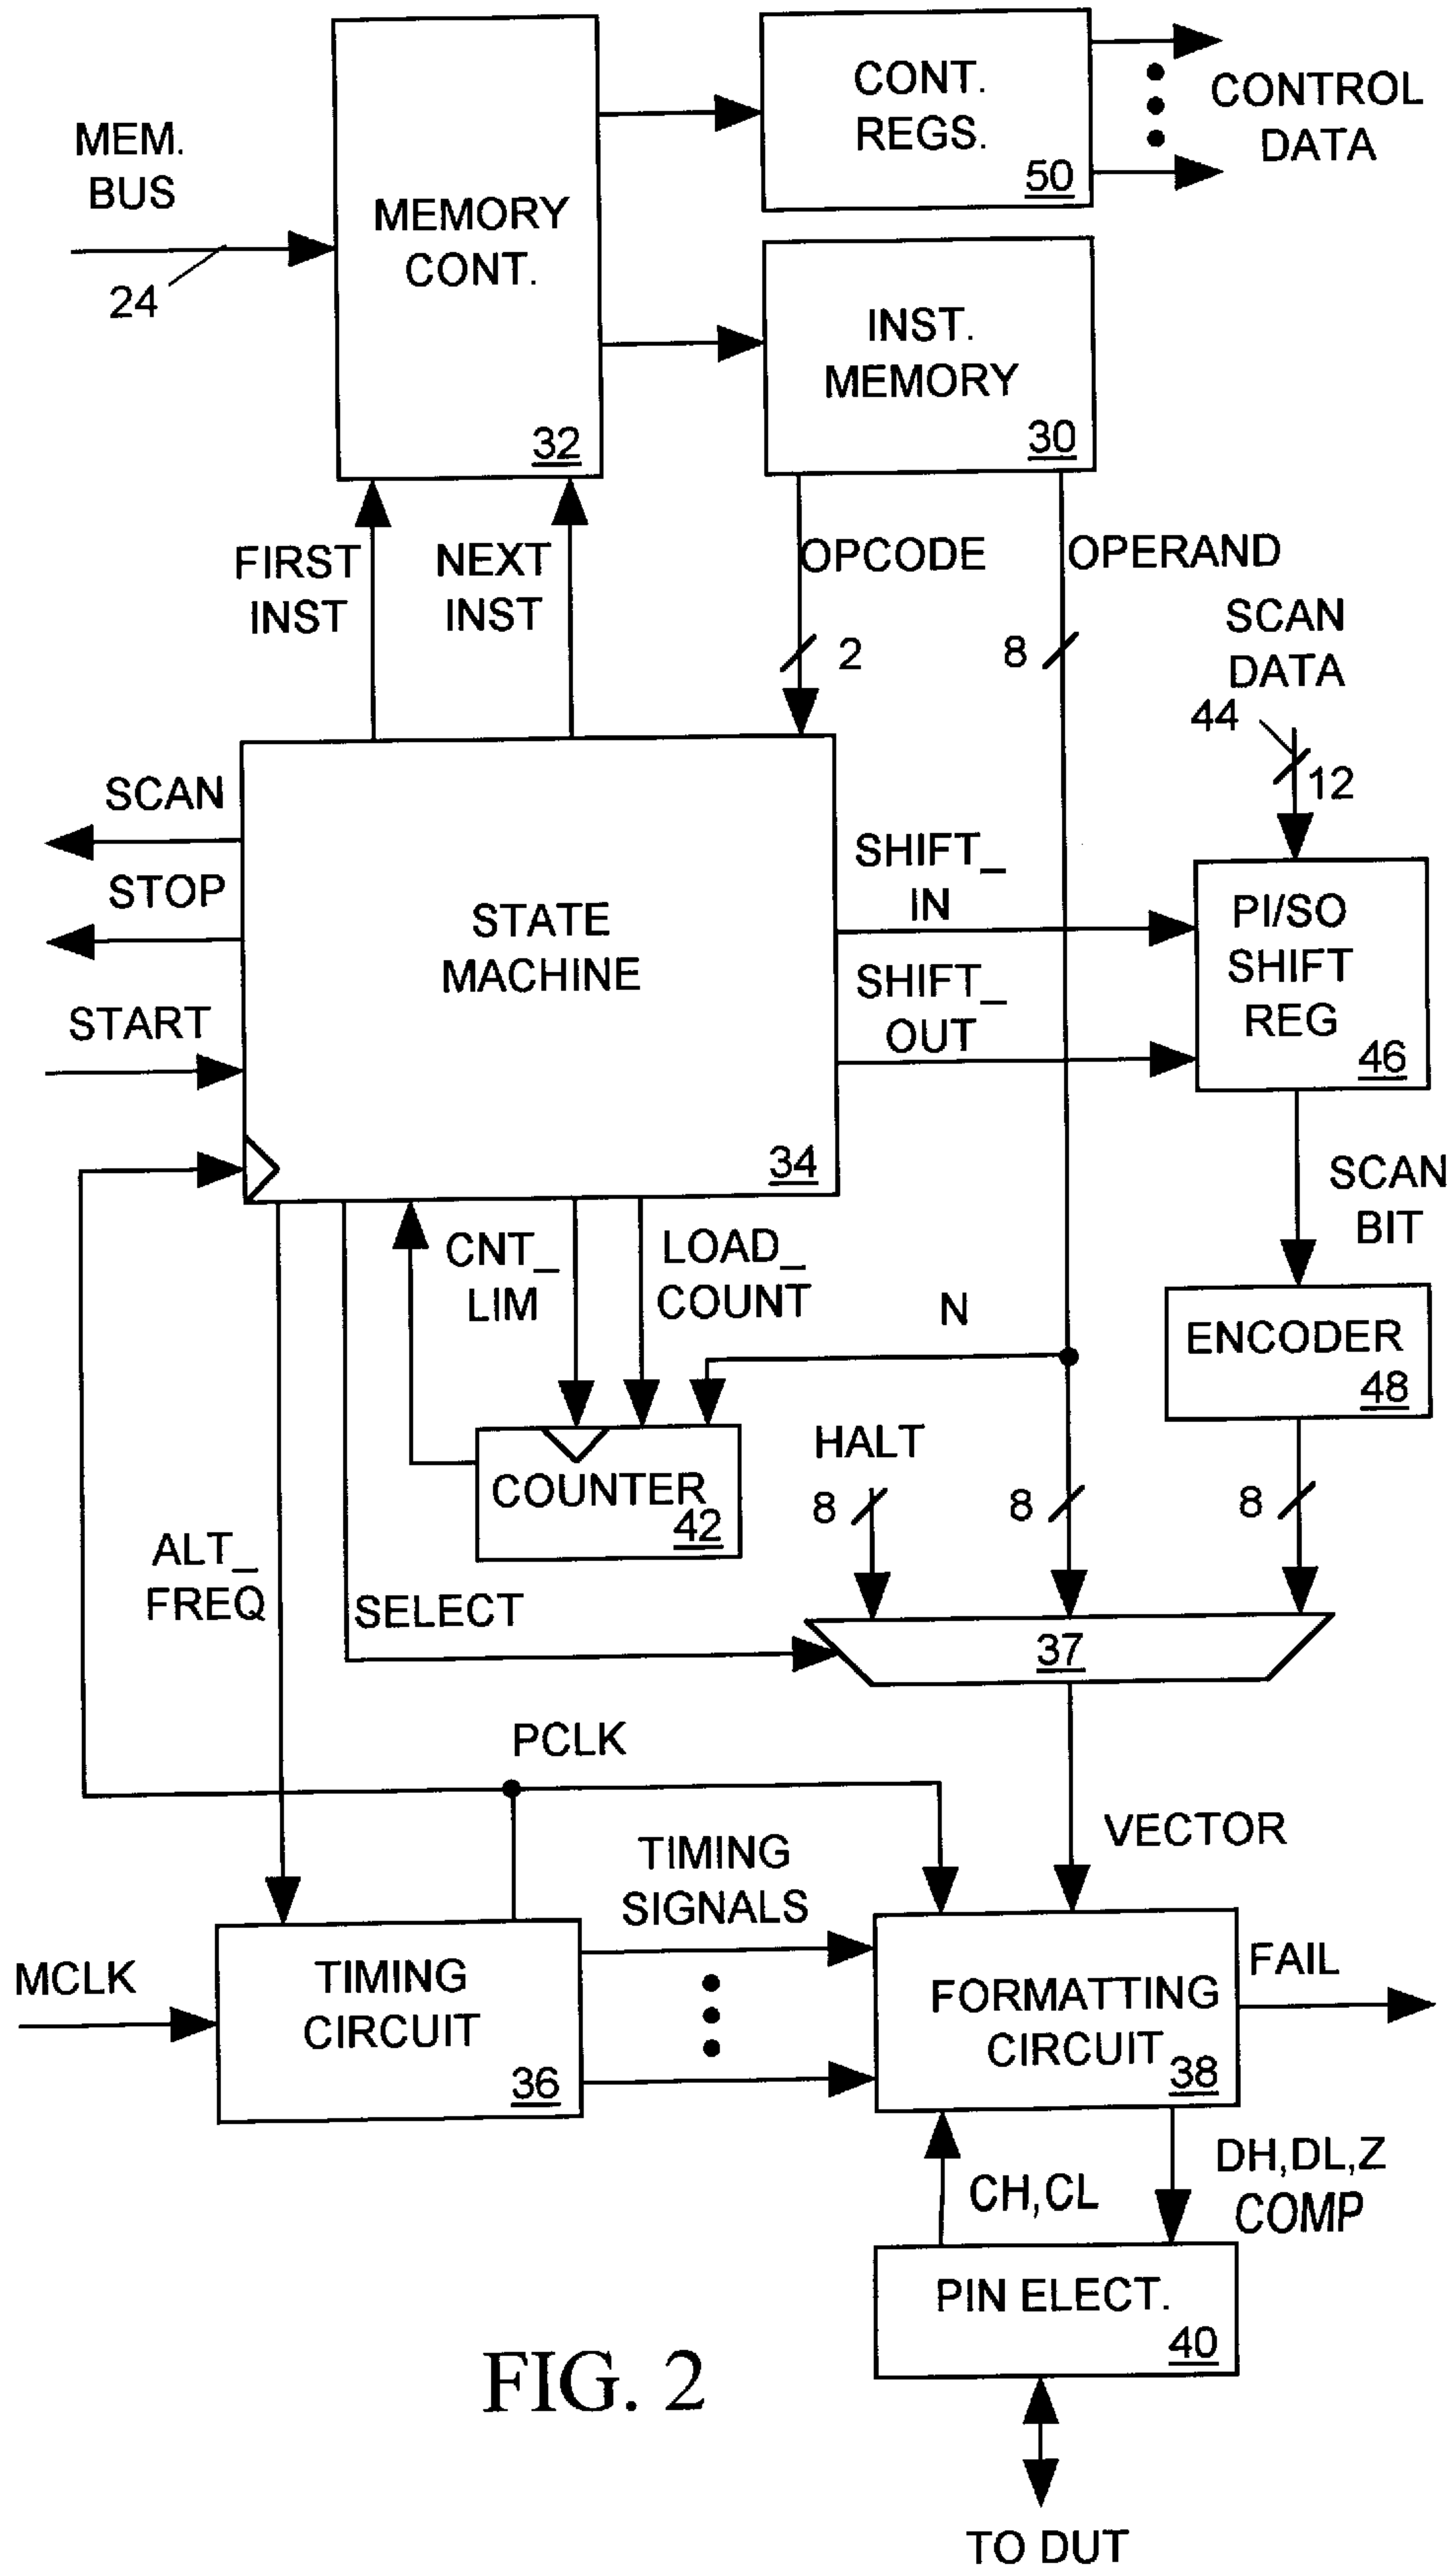 MEM.
BUS
24
MEMORY
CONT.
32
CONT.
REGS.
50
CONTROL
DATA
INST.
MEMORY
30
FIRST
INST
NEXT
INST
OPCODE
2
OPERAND
8
SCAN
DATA
44
12
SCAN
STOP
START
STATE
MACHINE
34
SHIFT_
IN
SHIFT_
OUT
PI/SO
SHIFT
REG
46
SCAN
BIT
CNT_
LIM
LOAD_
COUNT
N
ENCODER
48
COUNTER
42
HALT
8
8
8
ALT_
FREQ
SELECT
37
PCLK
VECTOR
TIMING
SIGNALS
MCLK
TIMING
CIRCUIT
36
FORMATTING
CIRCUIT
38
FAIL
CH,CL
DH,DL,Z
COMP
PIN ELECT.
40
FIG. 2
TO DUT